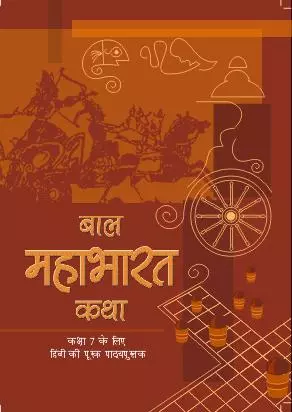 बाल
महाभारत
कथा
कक्षा 7 के लिए
हिंदी की पूरक पाठ्यपुस्तक